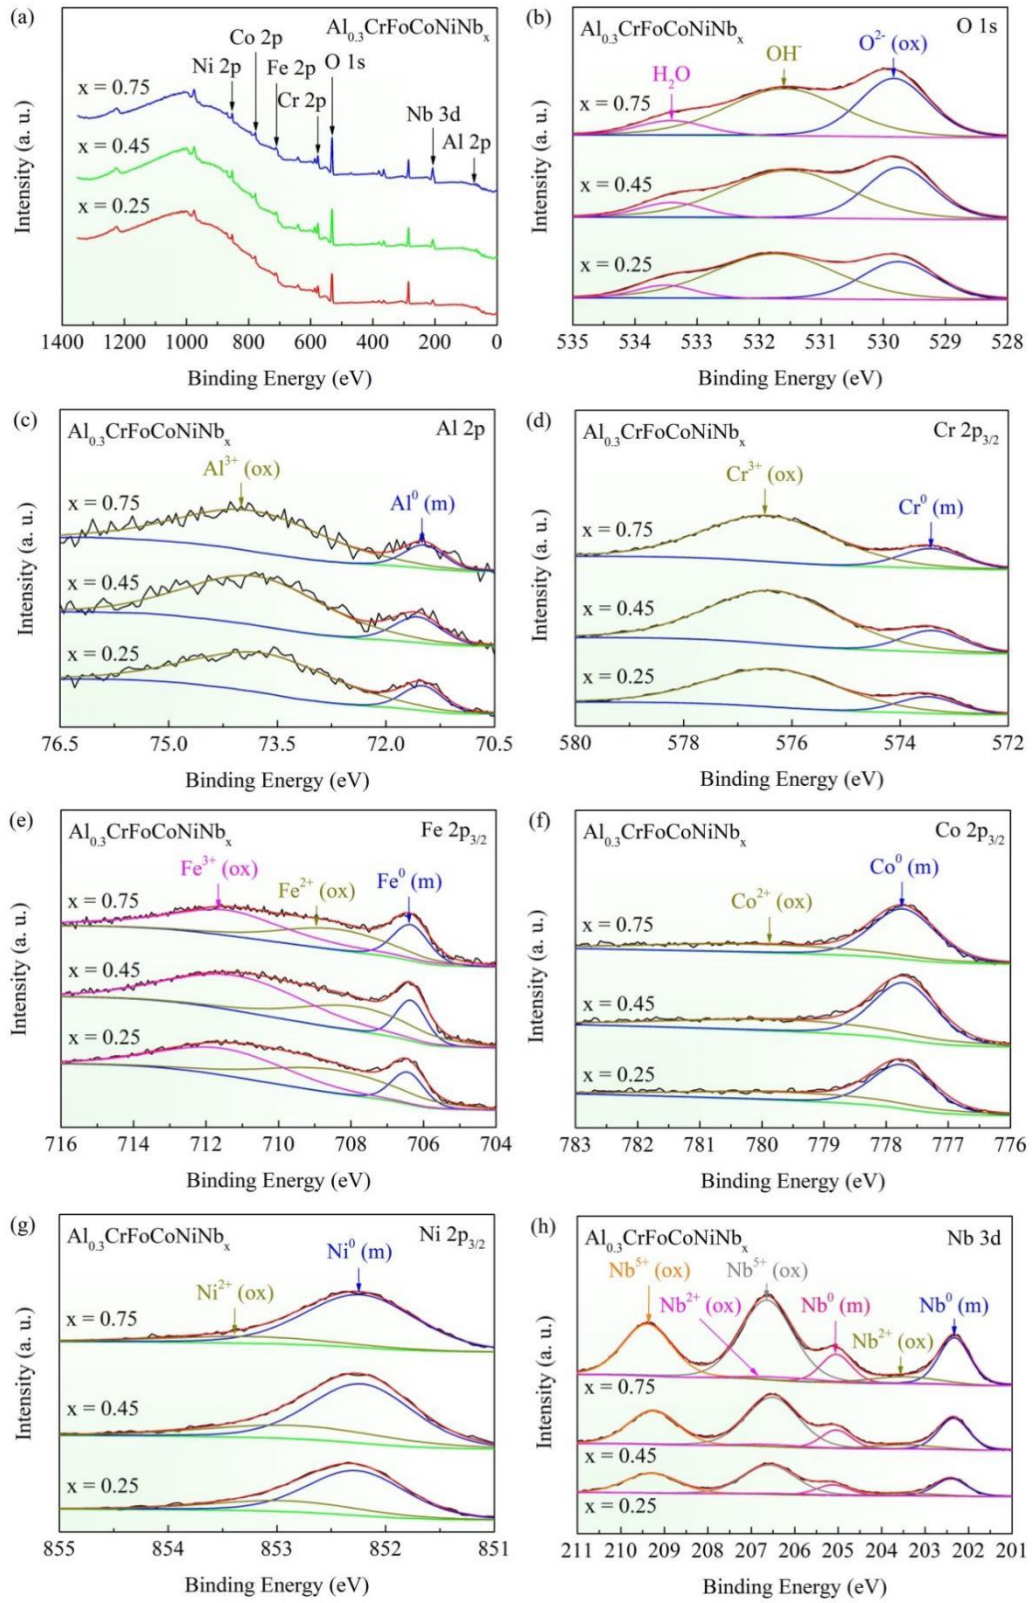 (a)
Al0.3CrFoCoNiNbx
Co 2p
O 1s
Ni 2p
Fe 2p
Cr 2p
Nb 3d
Al 2p
x = 0.75
x = 0.45
x = 0.25
Intensity (a. u.)
1400 1200 1000 800 600 400 200 0
Binding Energy (eV)
(b)
Al0.3CrFoCoNiNbx
O 1s
OH-
O2- (ox)
H2O
x = 0.75
x = 0.45
x = 0.25
Intensity (a. u.)
535 534 533 532 531 530 529 528
Binding Energy (eV)
(c)
Al0.3CrFoCoNiNbx
Al 2p
Al3+ (ox)
Al0 (m)
x = 0.75
x = 0.45
x = 0.25
Intensity (a. u.)
76.5 75.0 73.5 72.0 70.5
Binding Energy (eV)
(d)
Al0.3CrFoCoNiNbx
Cr 2p3/2
Cr3+ (ox)
Cr0 (m)
x = 0.75
x = 0.45
x = 0.25
Intensity (a. u.)
580 578 576 574 572
Binding Energy (eV)
(e)
Al0.3CrFoCoNiNbx
Fe 2p3/2
Fe3+ (ox)
Fe2+ (ox)
Fe0 (m)
x = 0.75
x = 0.45
x = 0.25
Intensity (a. u.)
716 714 712 710 708 706 704
Binding Energy (eV)
(f)
Al0.3CrFoCoNiNbx
Co 2p3/2
Co0 (m)
Co2+ (ox)
x = 0.75
x = 0.45
x = 0.25
Intensity (a. u.)
783 782 781 780 779 778 777 776
Binding Energy (eV)
(g)
Al0.3CrFoCoNiNbx
Ni 2p3/2
Ni0 (m)
Ni2+ (ox)
x = 0.75
x = 0.45
x = 0.25
Intensity (a. u.)
855 854 853 852 851
Binding Energy (eV)
(h)
Al0.3CrFoCoNiNbx
Nb 3d
Nb5+ (ox)
Nb5+ (ox)
Nb2+ (ox)
Nb0 (m)
Nb0 (m)
Nb2+ (ox)
x = 0.75
x = 0.45
x = 0.25
Intensity (a. u.)
211 210 209 208 207 206 205 204 203 202 201
Binding Energy (eV)